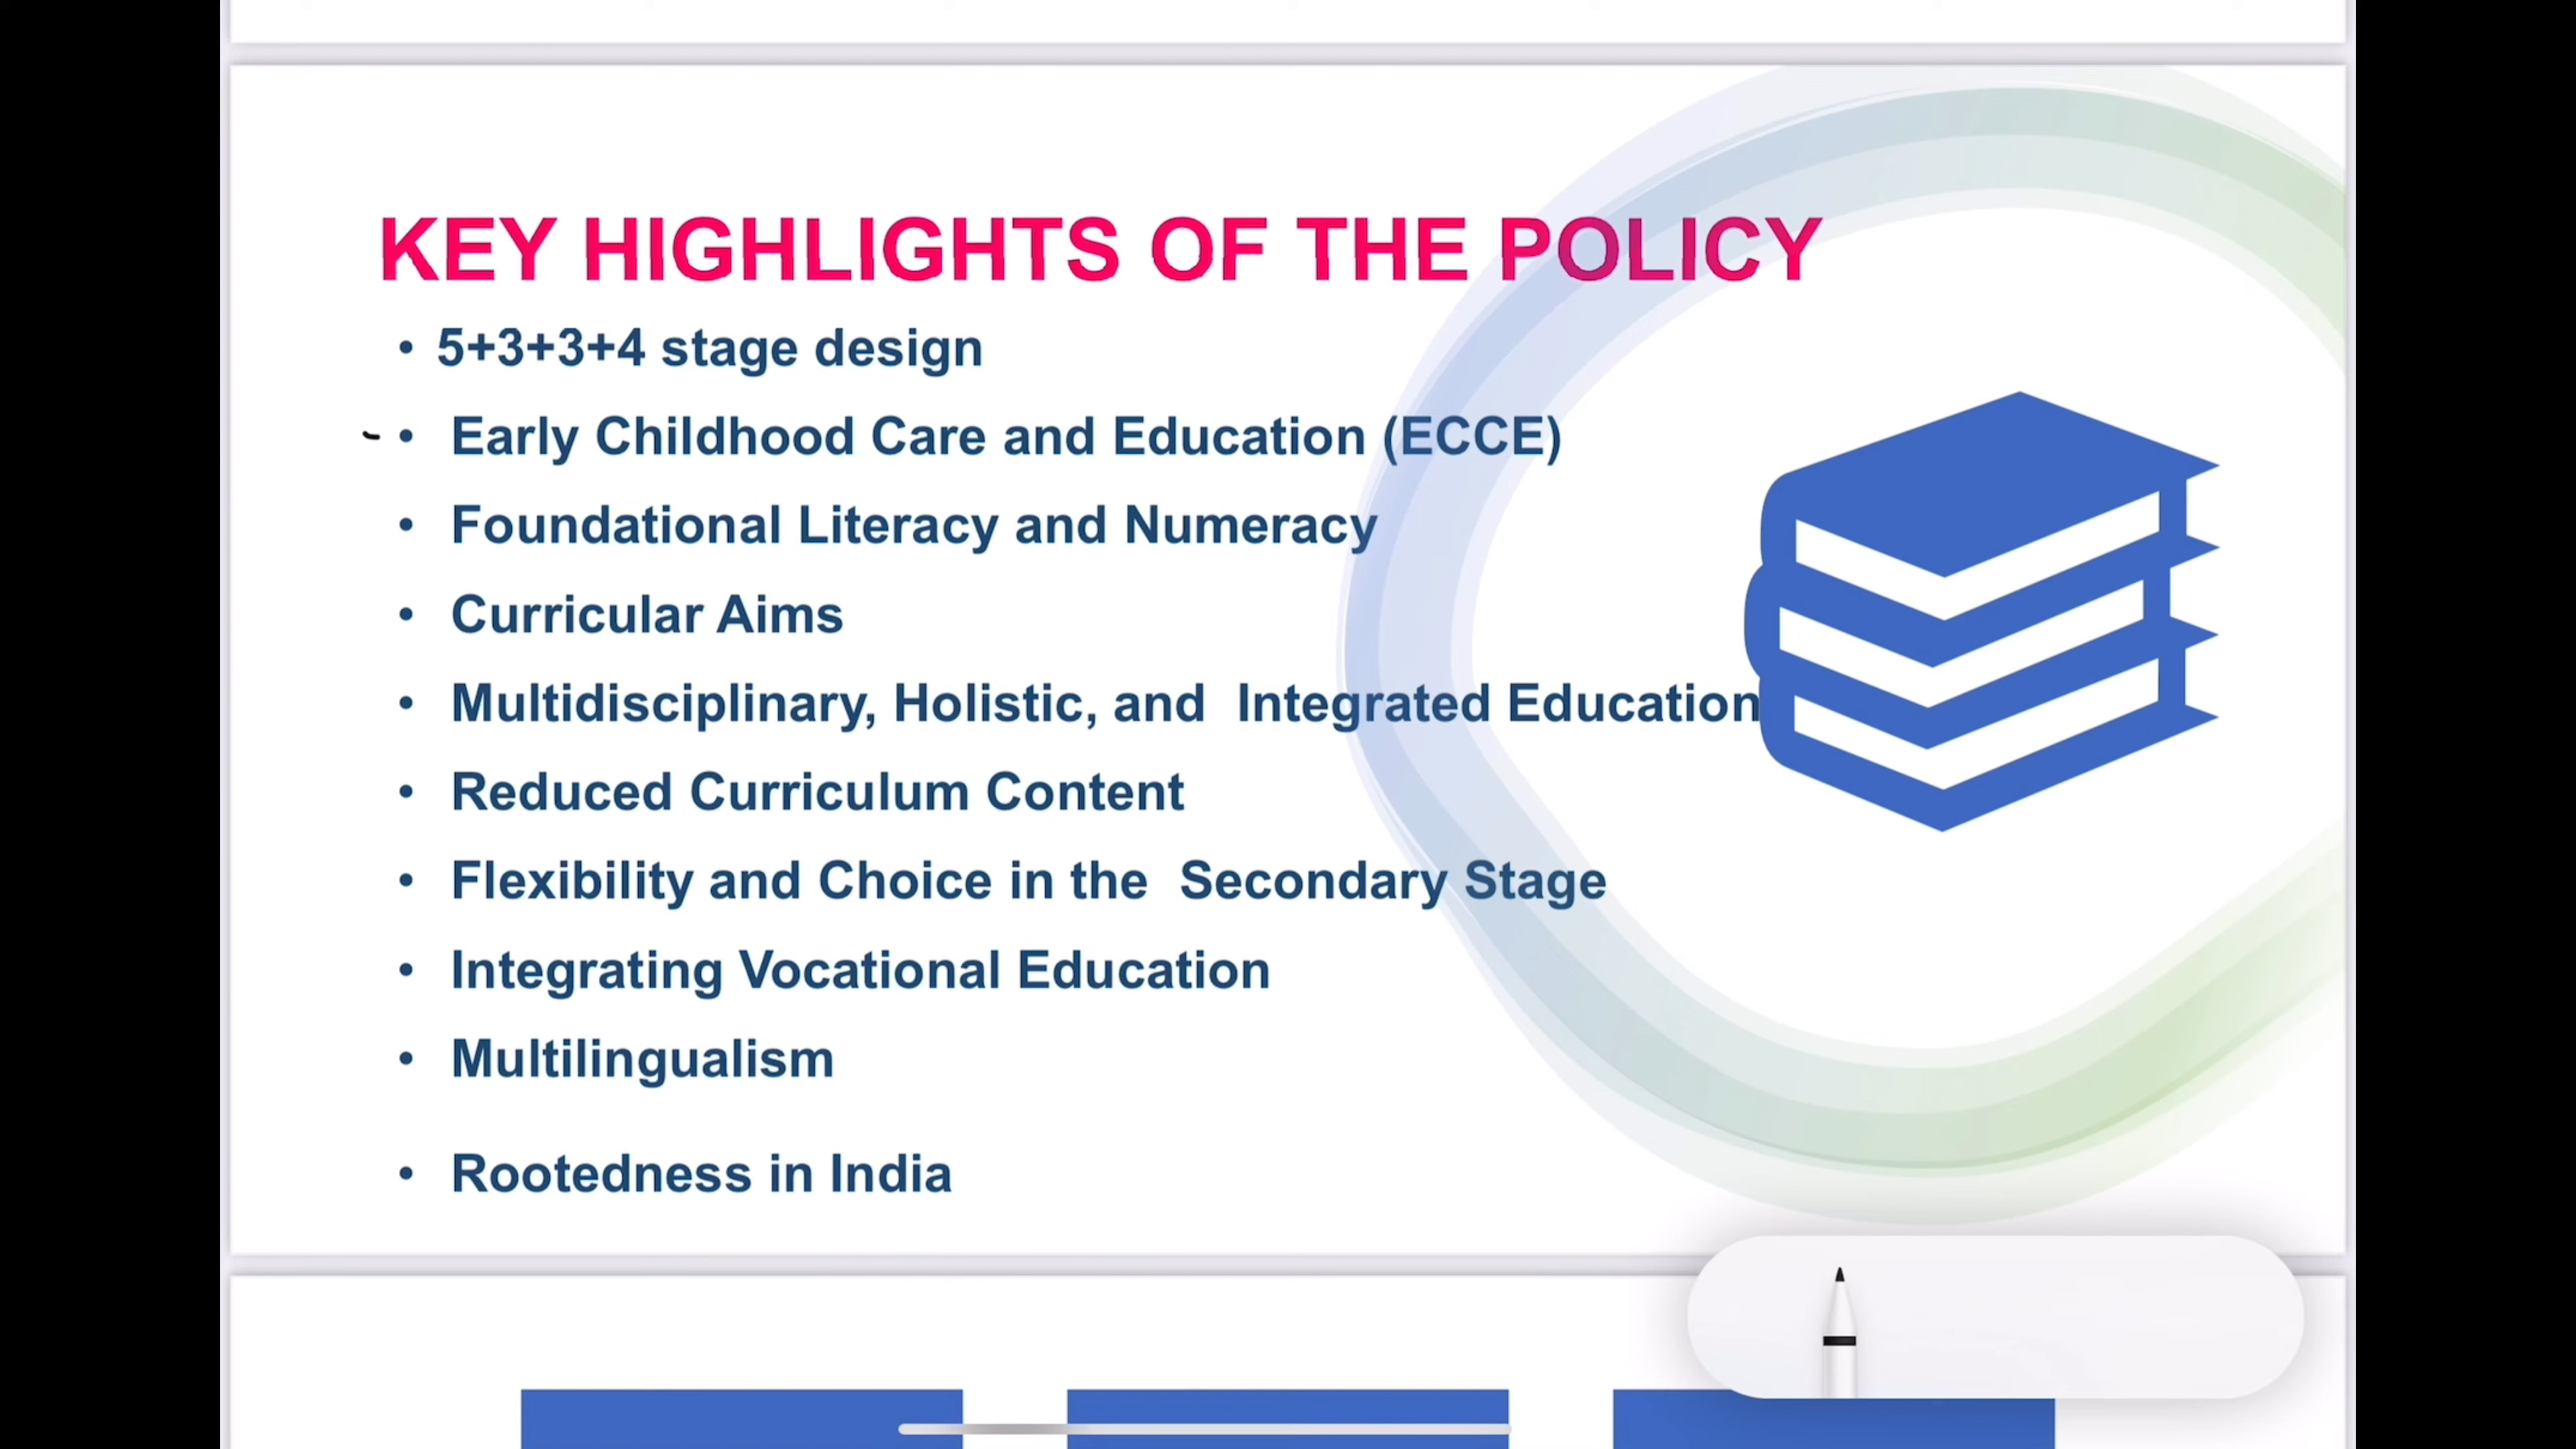 KEY HIGHLIGHTS OF THE POLICY
• 5+3+3+4 stage design
• Early Childhood Care and Education (ECCE)
• Foundational Literacy and Numeracy
• Curricular Aims
• Multidisciplinary, Holistic, and Integrated Education
• Reduced Curriculum Content
• Flexibility and Choice in the Secondary Stage
• Integrating Vocational Education
• Multilingualism
• Rootedness in India